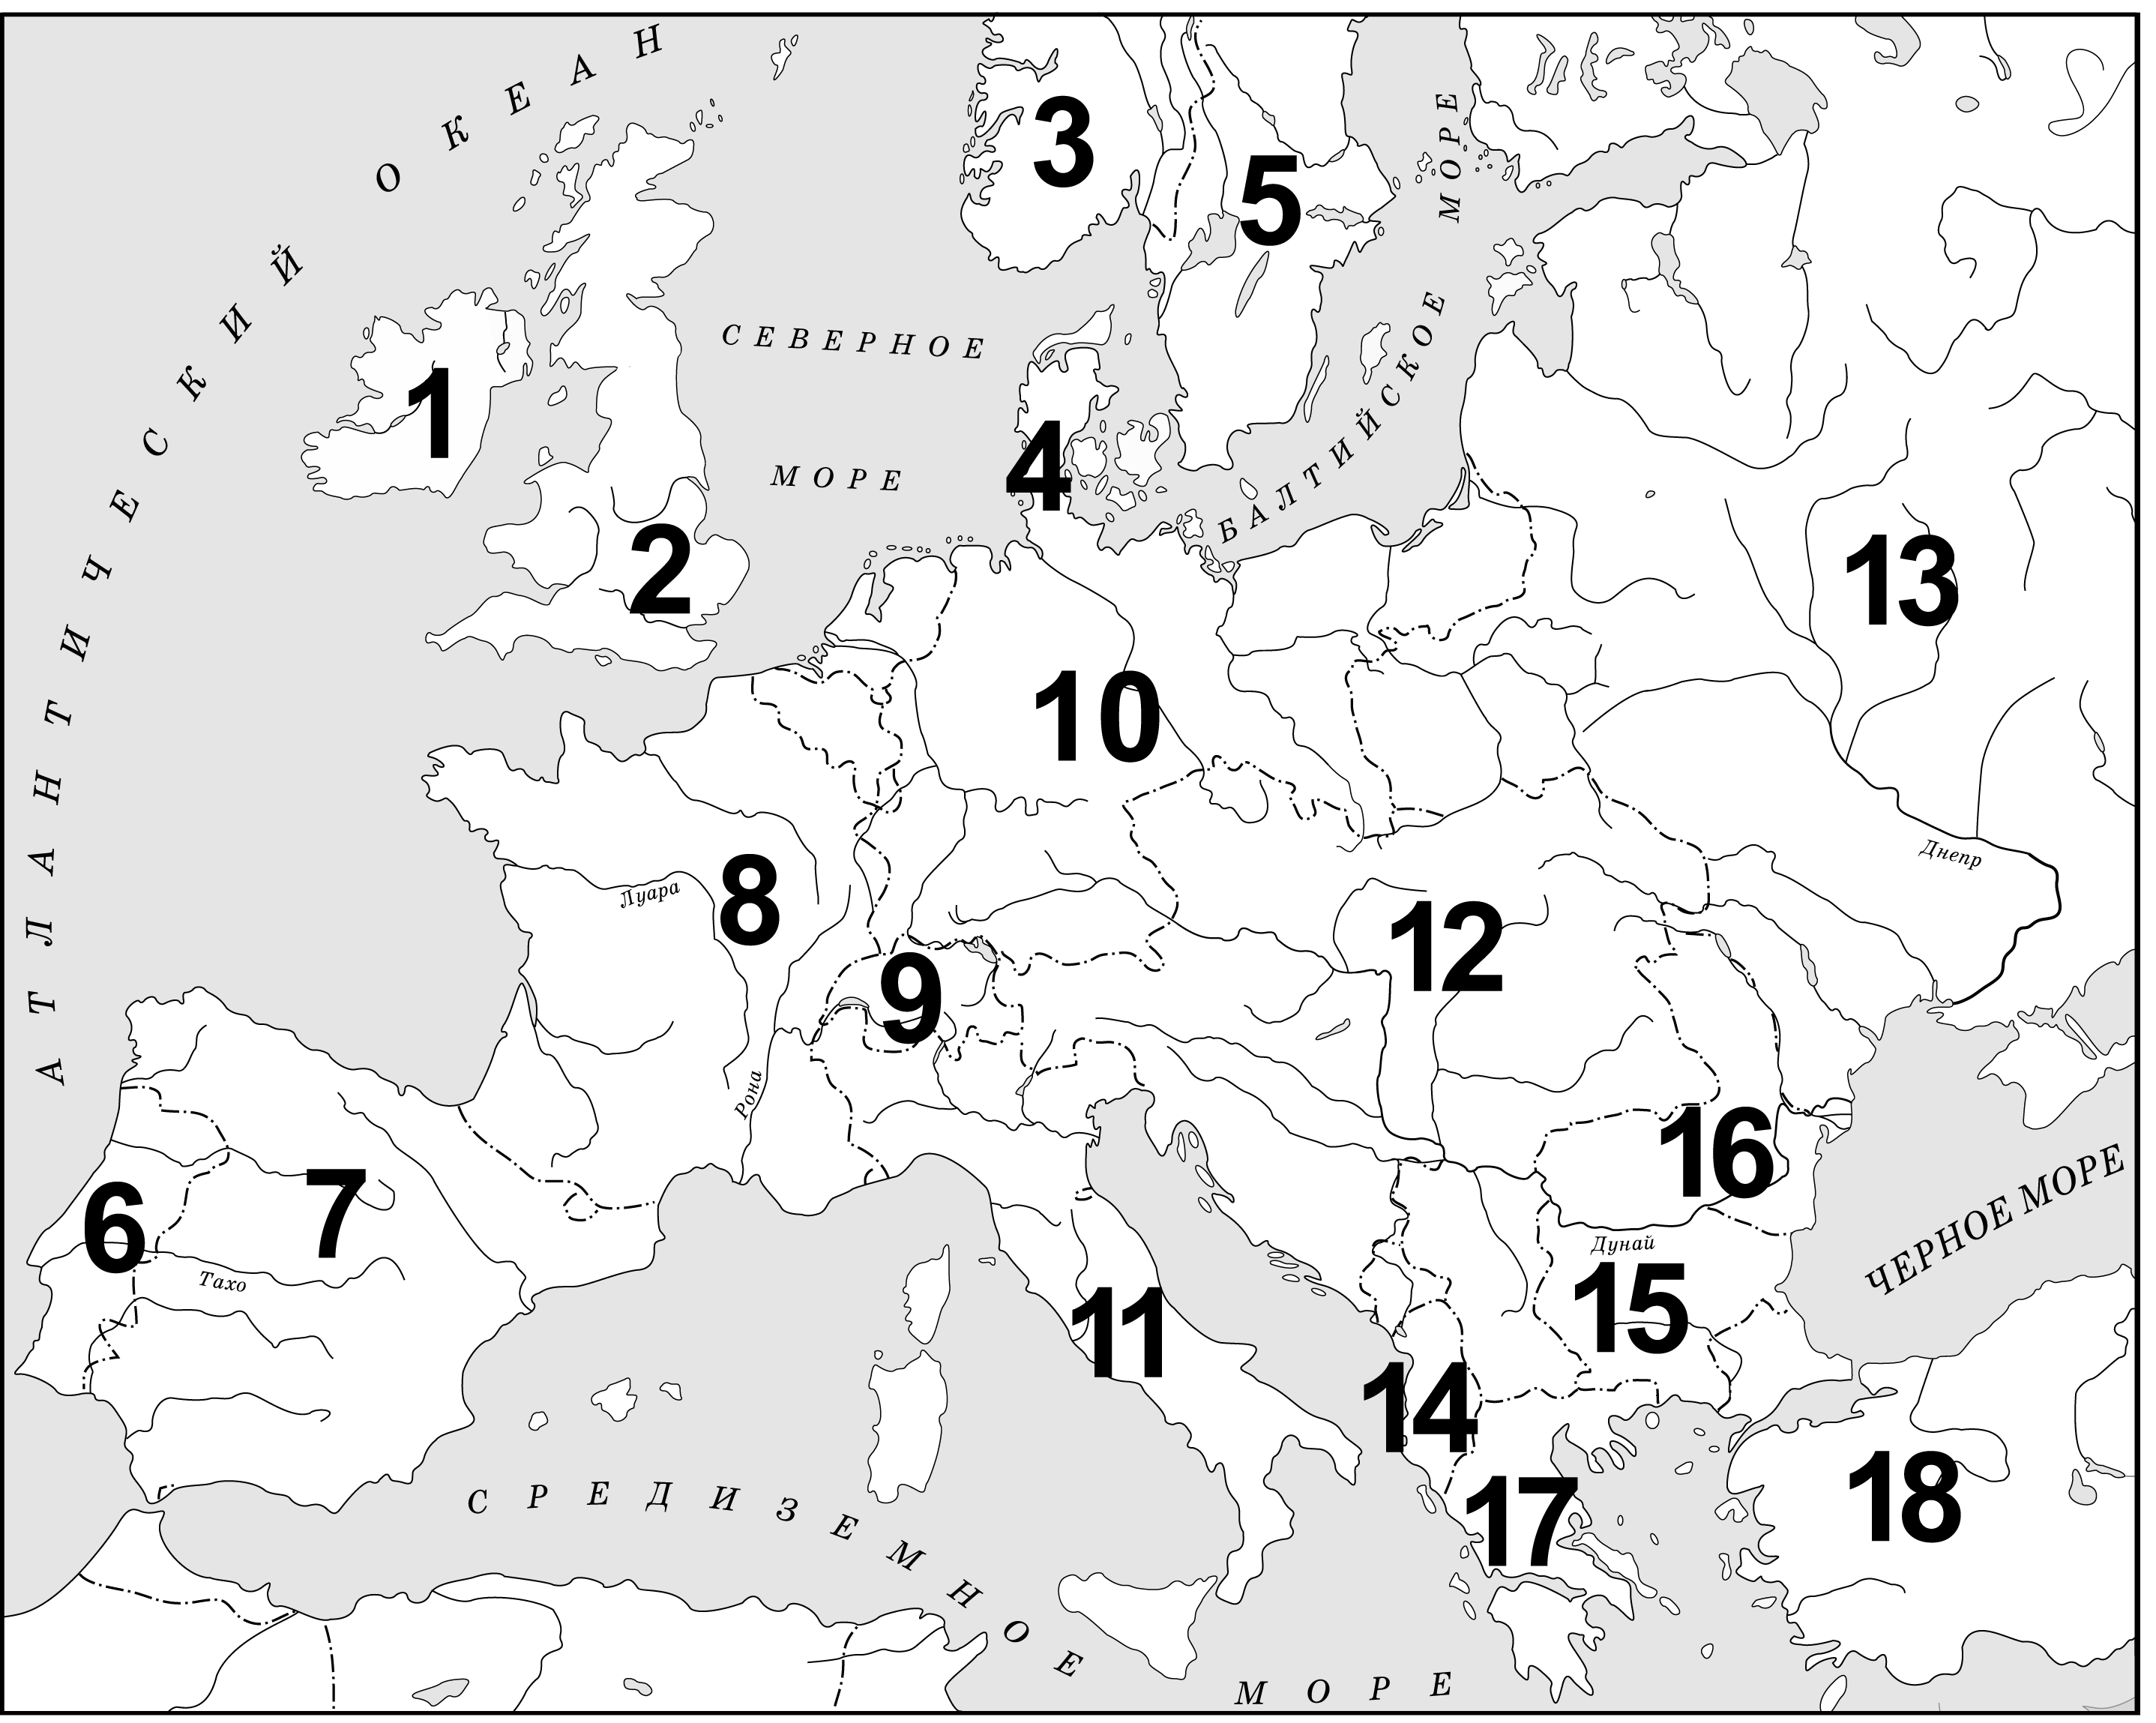 АТЛАНТИЧЕСКИЙ ОКЕАН
3
5
1
СЕВЕРНОЕ
МОРЕ
4
2
БАЛТИЙСКОЕ МОРЕ
13
10
Днепр
Луара
8
12
9
Рона
16
6
7
Тахо
ЧЕРНОЕ МОРЕ
Дунай
15
11
14
17
18
СРЕДИЗЕМНОЕ МОРЕ